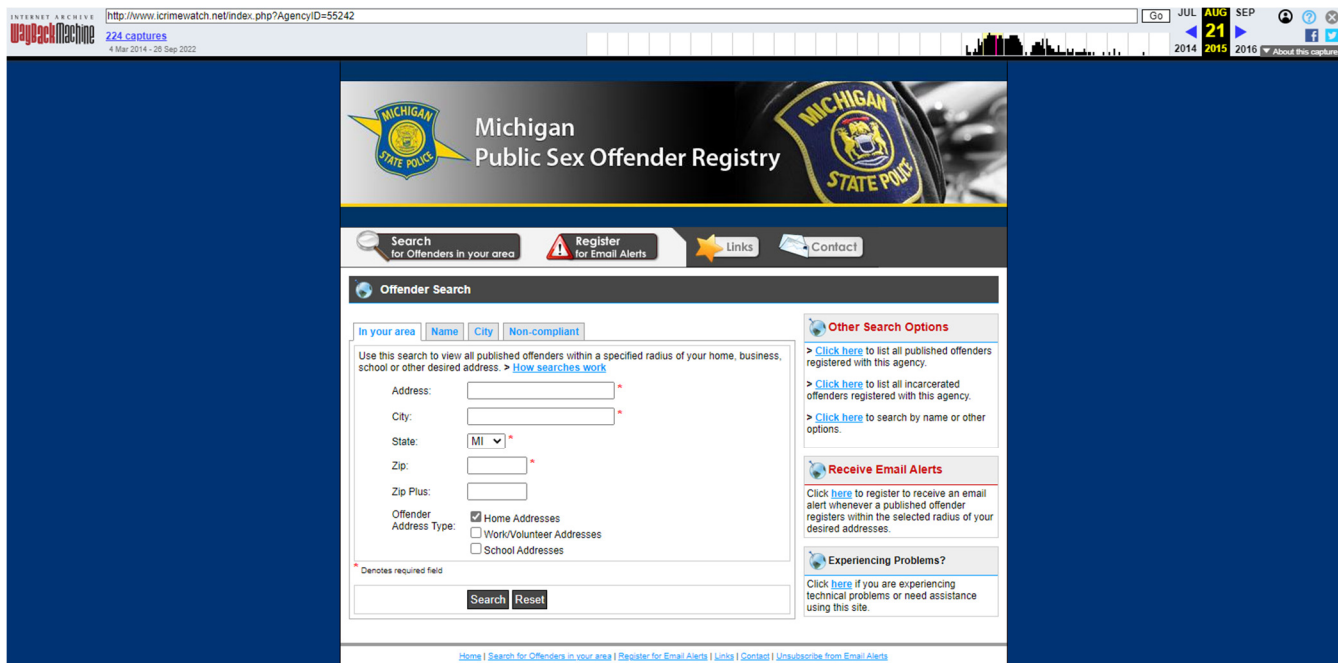 INTERNET ARCHIVE
WayBackMachine
http://www.icrimewatch.net/index.php?AgencyID=55242
Go
224 captures
4 Mar 2014 - 26 Sep 2022
JUL AUG SEP
21
2014 2015 2016
About this capture
MICHIGAN
STATE POLICE
Michigan
Public Sex Offender Registry
MICHIGAN
STATE POLICE
Search
for Offenders in your area
Register
for Email Alerts
Links
Contact
Offender Search
In your area Name City Non-compliant
Use this search to view all published offenders within a specified radius of your home, business,
school or other desired address. > How searches work
Address: *
City: *
State: MI *
Zip: *
Zip Plus:
Offender
Address Type:
Home Addresses
Work/Volunteer Addresses
School Addresses
* Denotes required field
Search Reset
Other Search Options
> Click here to list all published offenders
registered with this agency.
> Click here to list all incarcerated
offenders registered with this agency.
> Click here to search by name or other
options.
Receive Email Alerts
Click here to register to receive an email
alert whenever a published offender
registers within the selected radius of your
desired addresses.
Experiencing Problems?
Click here if you are experiencing
technical problems or need assistance
using this site.
Home | Search for Offenders in your area | Register for Email Alerts | Links | Contact | Unsubscribe from Email Alerts